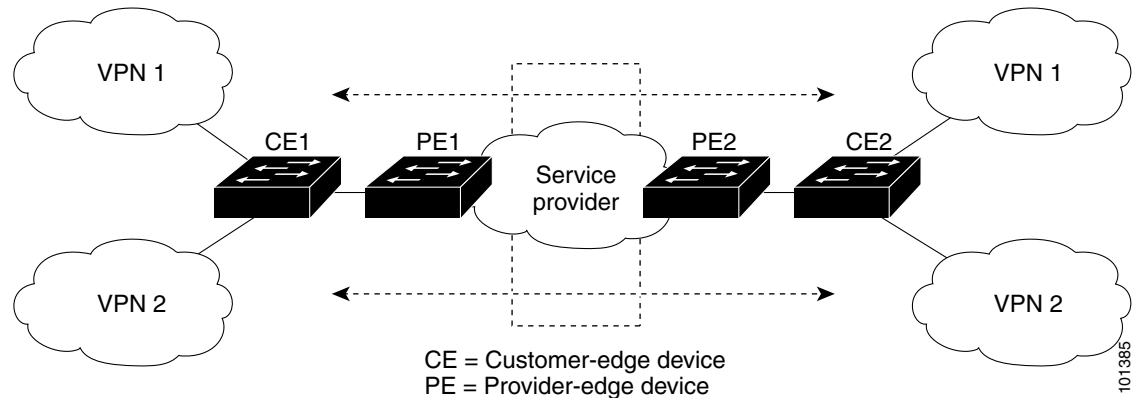 VPN 1
VPN 1
CE1
PE1
PE2
CE2
Service
provider
VPN 2
VPN 2
CE = Customer-edge device
PE = Provider-edge device
101385